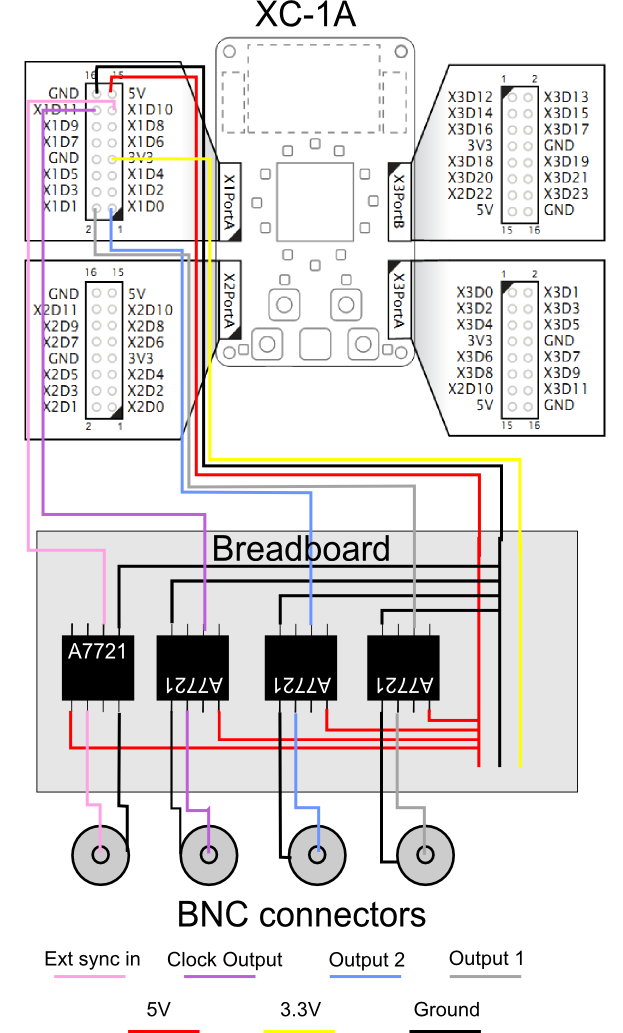 XC-1A
16 15
GND 5V
X1D11 X1D10
X1D9 X1D8
X1D7 X1D6
GND 3V3
X1D5 X1D4
X1D3 X1D2
X1D1 X1D0
2 1
X1PortA
X3PortB
1 2
X3D12 X3D13
X3D14 X3D15
X3D16 X3D17
3V3 GND
X3D18 X3D19
X3D20 X3D21
X2D22 X3D23
5V GND
15 16
16 15
GND 5V
X2D11 X2D10
X2D9 X2D8
X2D7 X2D6
GND 3V3
X2D5 X2D4
X2D3 X2D2
X2D1 X2D0
2 1
X2PortA
X3PortA
1 2
X3D0 X3D1
X3D2 X3D3
X3D4 X3D5
3V3 GND
X3D6 X3D7
X3D8 X3D9
X2D10 X3D11
5V GND
15 16
Breadboard
A7721
A7721
A7721
A7721
BNC connectors
Ext sync in Clock Output Output 2 Output 1
5V 3.3V Ground